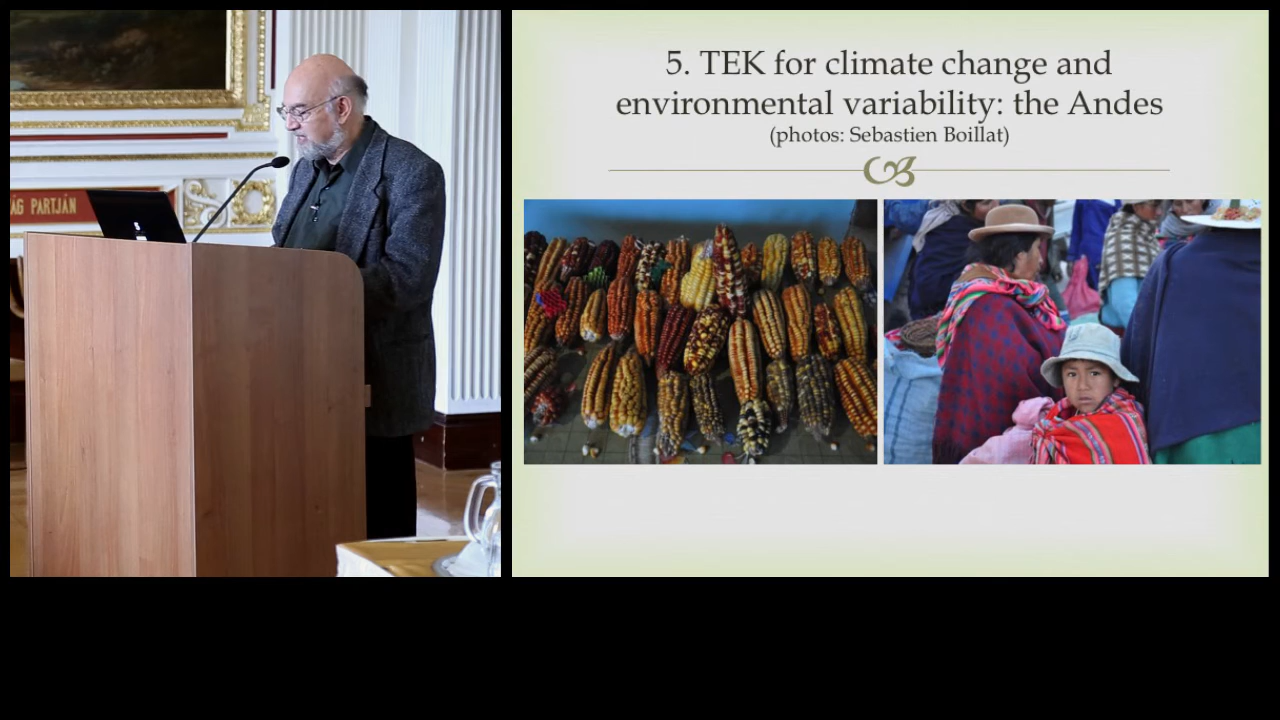 ÁG PARTJÁN
5. TEK for climate change and
environmental variability: the Andes
(photos: Sebastien Boillat)